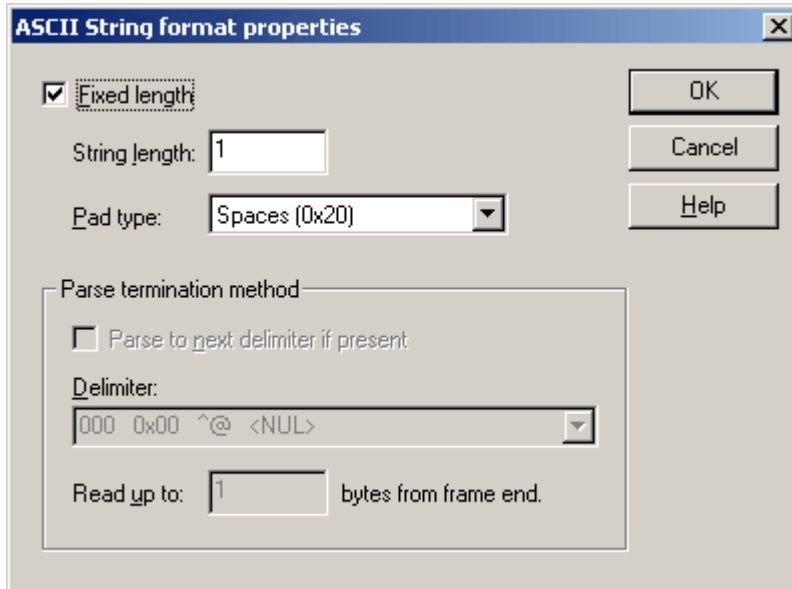 ASCII String format properties
Fixed length
OK
String length: 1
Cancel
Pad type: Spaces (0x20)
Help
Parse termination method
Parse to next delimiter if present
Delimiter:
000 0x00 ^@ <NUL>
Read up to: 1 bytes from frame end.